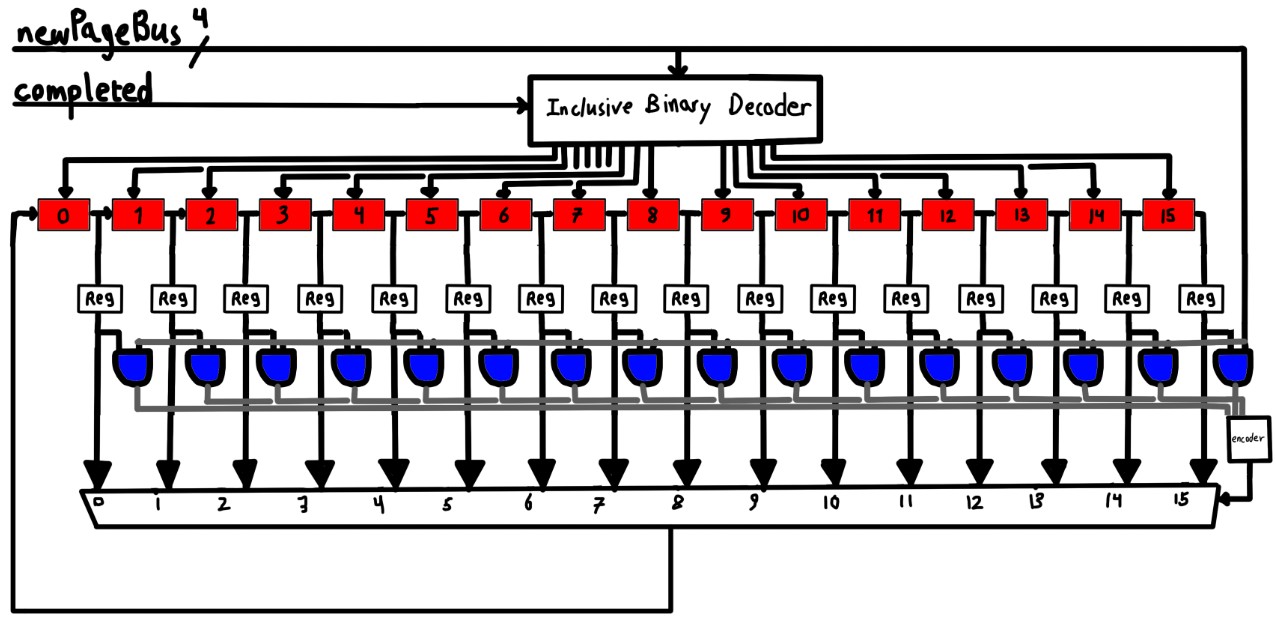 newPageBus 4
completed
Inclusive Binary Decoder
0 1 2 3 4 5 6 7 8 9 10 11 12 13 14 15
Reg Reg Reg Reg Reg Reg Reg Reg Reg Reg Reg Reg Reg Reg Reg Reg
encoder
0 1 2 3 4 5 6 7 8 9 10 11 12 13 14 15